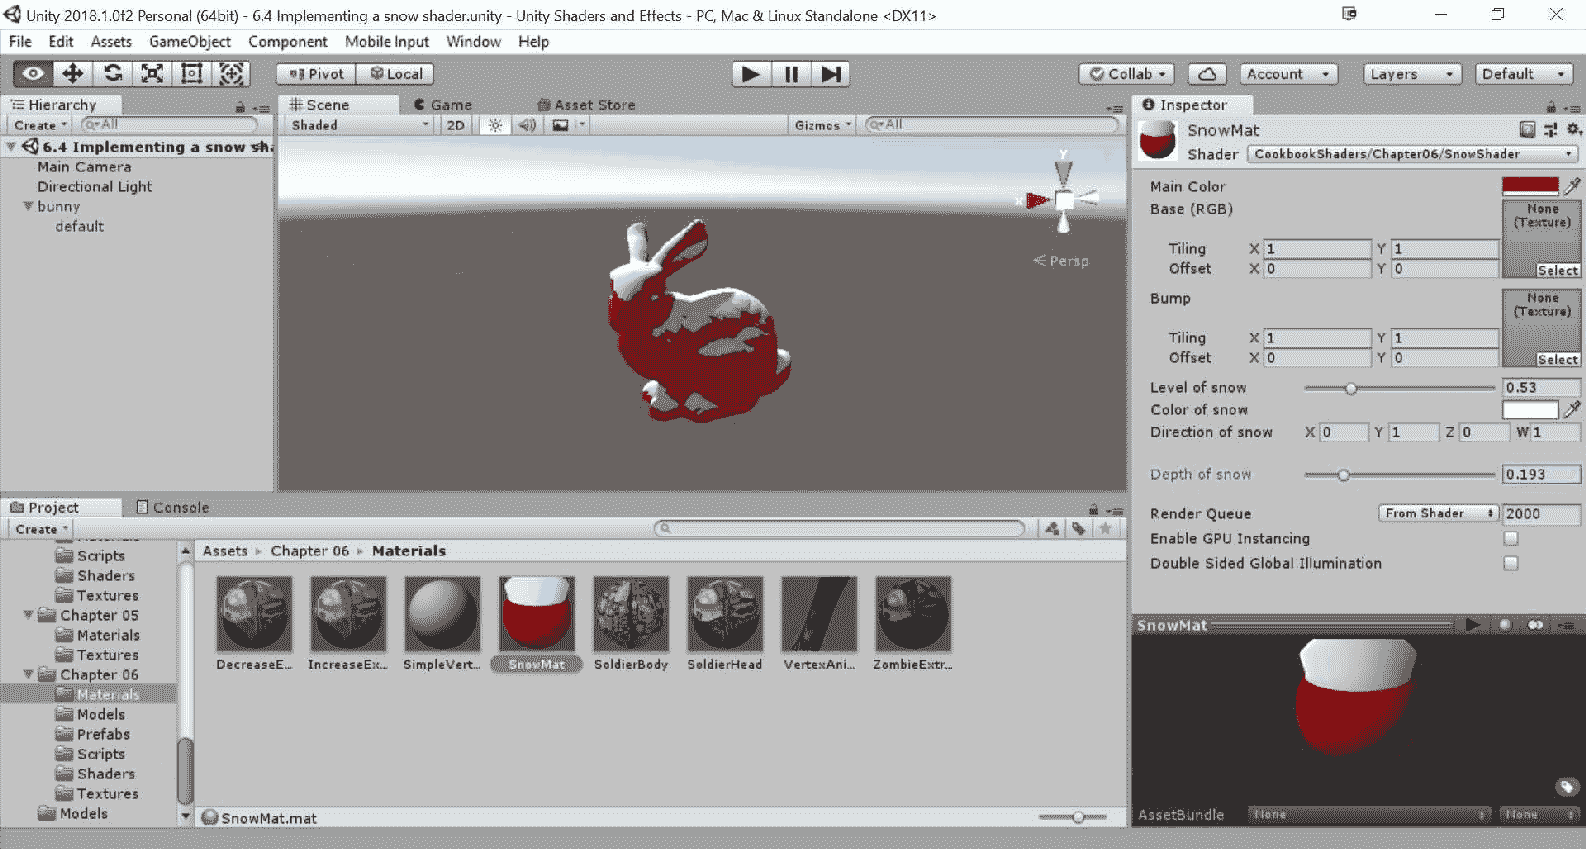 Unity 2018.1.0f2 Personal (64bit) - 6.4 Implementing a snow shader.unity - Unity Shaders and Effects - PC, Mac & Linux Standalone <DX11>
File Edit Assets GameObject Component Mobile Input Window Help
Pivot Local Collab Account Layers Default
Hierarchy
Create All
6.4 Implementing a snow sha
Main Camera
Directional Light
bunny
default
Scene Game Asset Store
Shaded 2D Gizmos All
Y
X
Persp
Inspector
SnowMat
Shader CookbookShaders/Chapter06/SnowShader
Main Color
Base (RGB) None
(Texture)
Tiling X 1 Y 1
Offset X 0 Y 0 Select
Bump None
(Texture)
Tiling X 1 Y 1
Offset X 0 Y 0 Select
Level of snow 0.53
Color of snow
Direction of snow X 0 Y 1 Z 0 W 1
Depth of snow 0.193
Render Queue From Shader 2000
Enable GPU Instancing
Double Sided Global Illumination
SnowMat
AssetBundle None None
Project Console
Create
Materials
Scripts
Shaders
Textures
Chapter 05
Materials
Textures
Chapter 06
Materials
Models
Prefabs
Scripts
Shaders
Textures
Models
Assets Chapter 06 Materials
DecreaseE... IncreaseEx... SimpleVert... SnowMat SoldierBody SoldierHead VertexAni... ZombieExtr...
SnowMat.mat